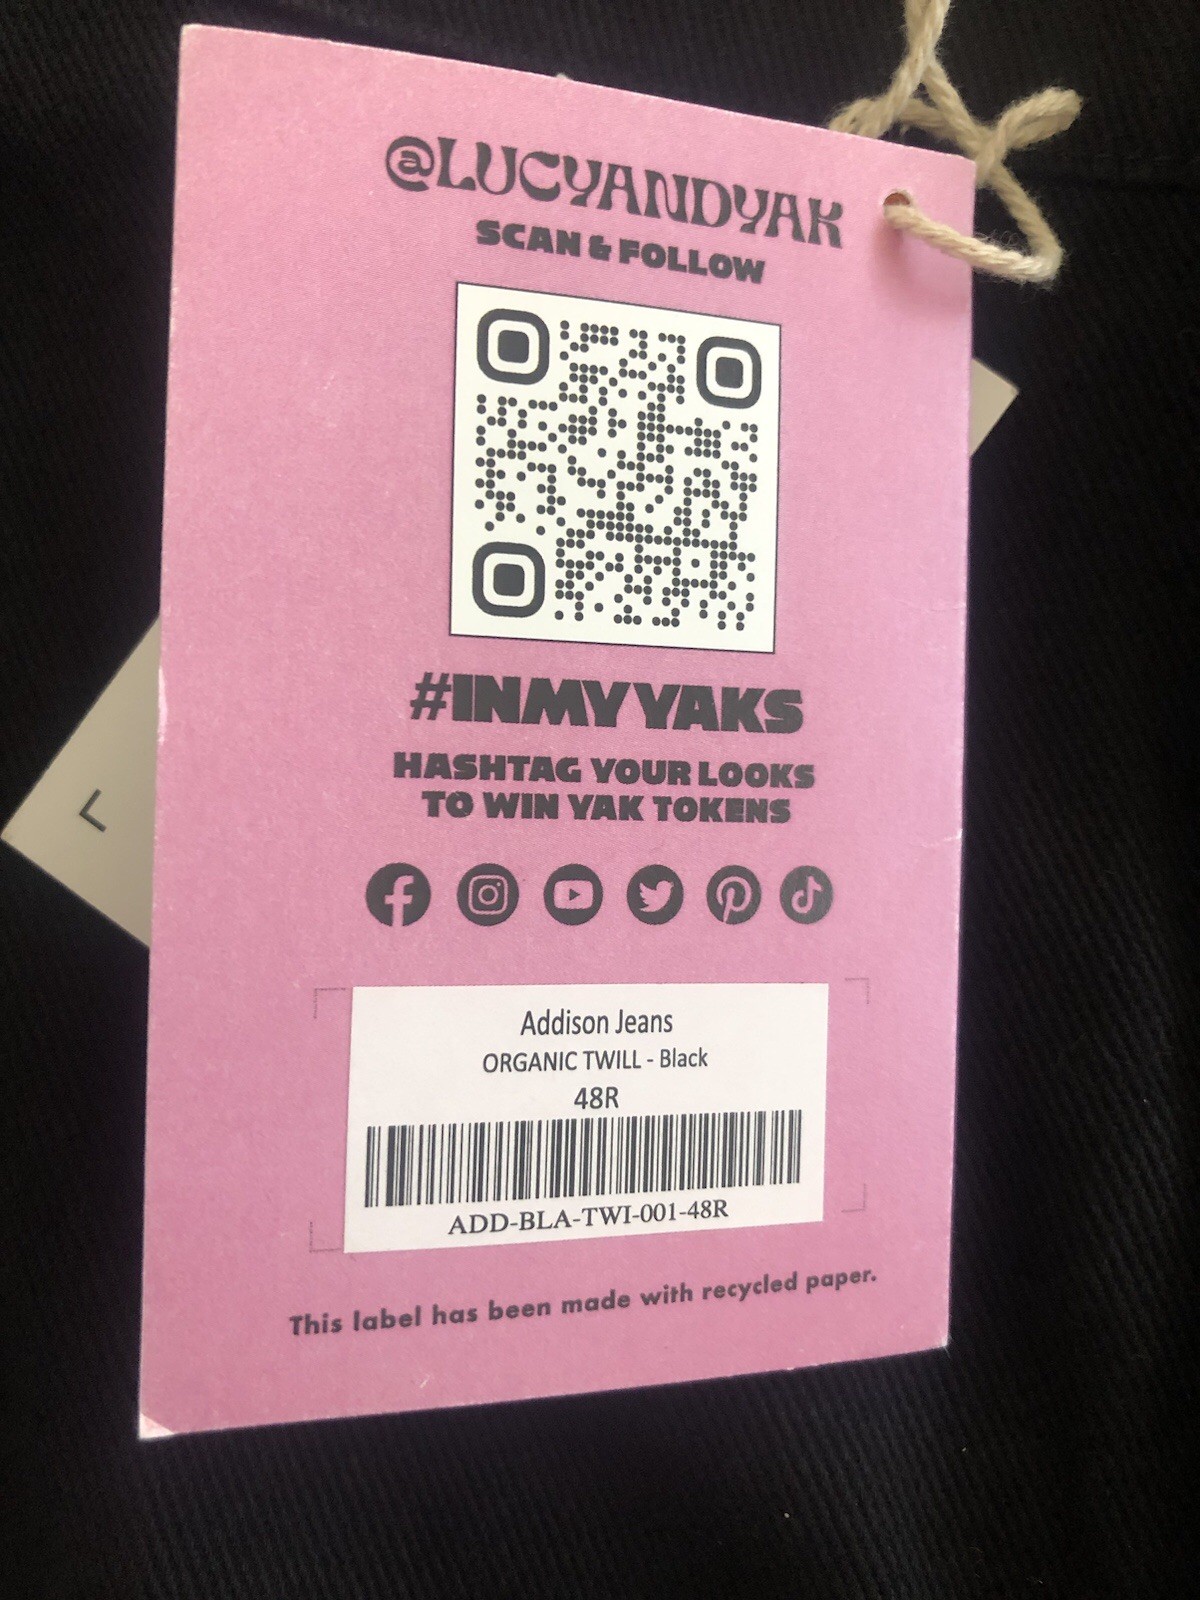 @LUCYANDYAK
SCAN & FOLLOW
#INMYYAKS
HASHTAG YOUR LOOKS
TO WIN YAK TOKENS
Addison Jeans
ORGANIC TWILL - Black
48R
ADD-BLA-TWI-001-48R
This label has been made with recycled paper.